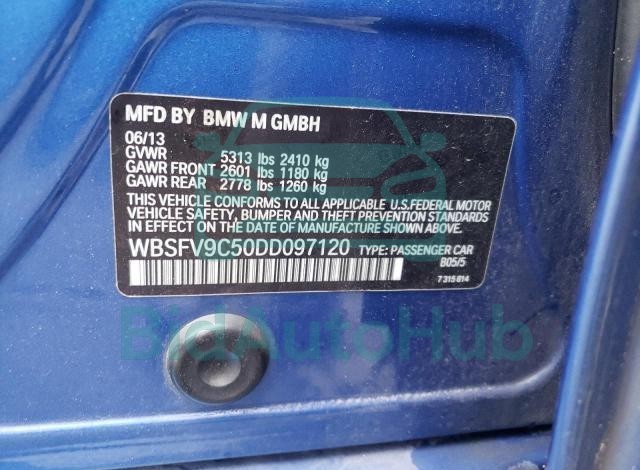 MFD BY BMW M GMBH
06/13
GVWR 5313 lbs 2410 kg
GAWR FRONT 2601 lbs 1180 kg
GAWR REAR 2778 lbs 1260 kg
THIS VEHICLE CONFORMS TO ALL APPLICABLE U.S.FEDERAL MOTOR
VEHICLE SAFETY, BUMPER AND THEFT PREVENTION STANDARDS
IN EFFECT ON THE DATE OF MANUFACTURE SHOWN ABOVE.
WBSFV9C50DD097120 TYPE: PASSENGER CAR
B05/5
7 315 814
BidAutoHub